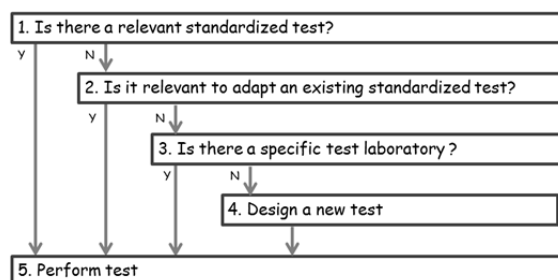 1. Is there a relevant standardized test?
Y N
2. Is it relevant to adapt an existing standardized test?
Y N
3. Is there a specific test laboratory ?
Y N
4. Design a new test
5. Perform test